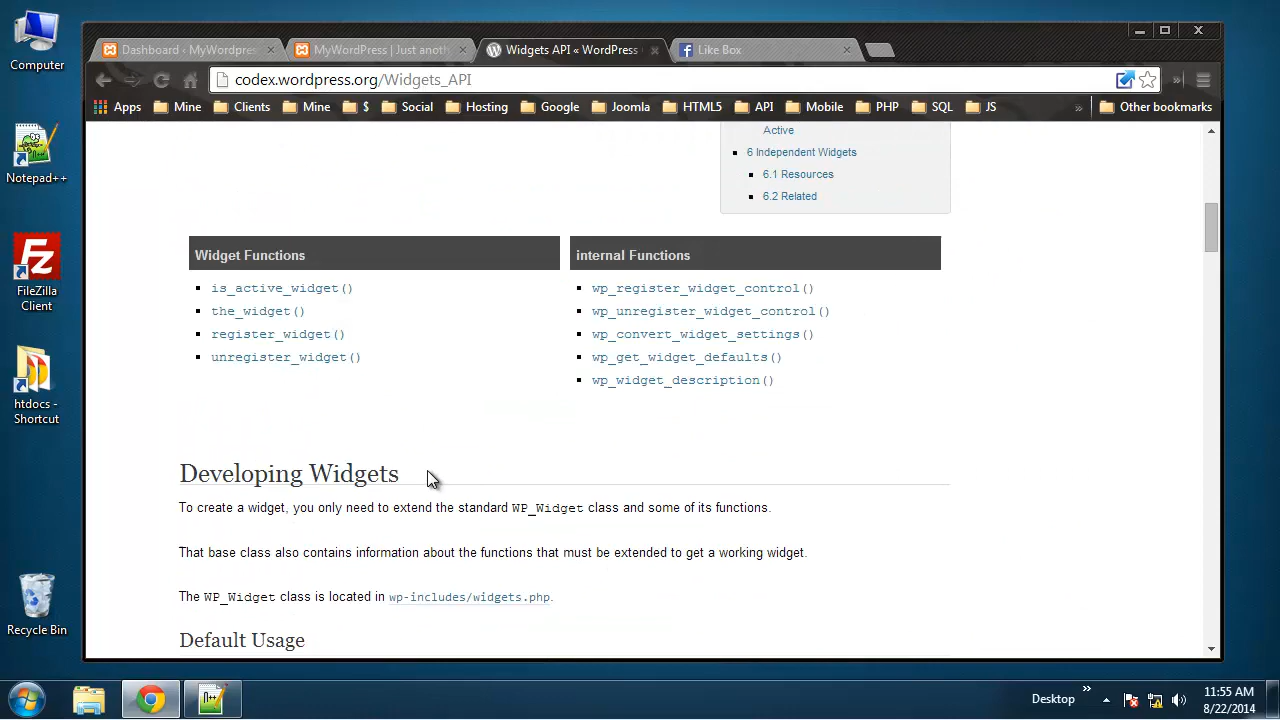 Computer
Notepad++
FileZilla
Client
htdocs -
Shortcut
Recycle Bin
Dashboard ‹ MyWordpres
MyWordPress | Just anoth
Widgets API « WordPress
Like Box
codex.wordpress.org/Widgets_API
Apps Mine Clients Mine $ Social Hosting Google Joomla HTML5 API Mobile PHP SQL JS » Other bookmarks
Active
6 Independent Widgets
6.1 Resources
6.2 Related
Widget Functions
is_active_widget()
the_widget()
register_widget()
unregister_widget()
internal Functions
wp_register_widget_control()
wp_unregister_widget_control()
wp_convert_widget_settings()
wp_get_widget_defaults()
wp_widget_description()
Developing Widgets
To create a widget, you only need to extend the standard WP_Widget class and some of its functions.
That base class also contains information about the functions that must be extended to get a working widget.
The WP_Widget class is located in wp-includes/widgets.php.
Default Usage
Desktop »
11:55 AM
8/22/2014